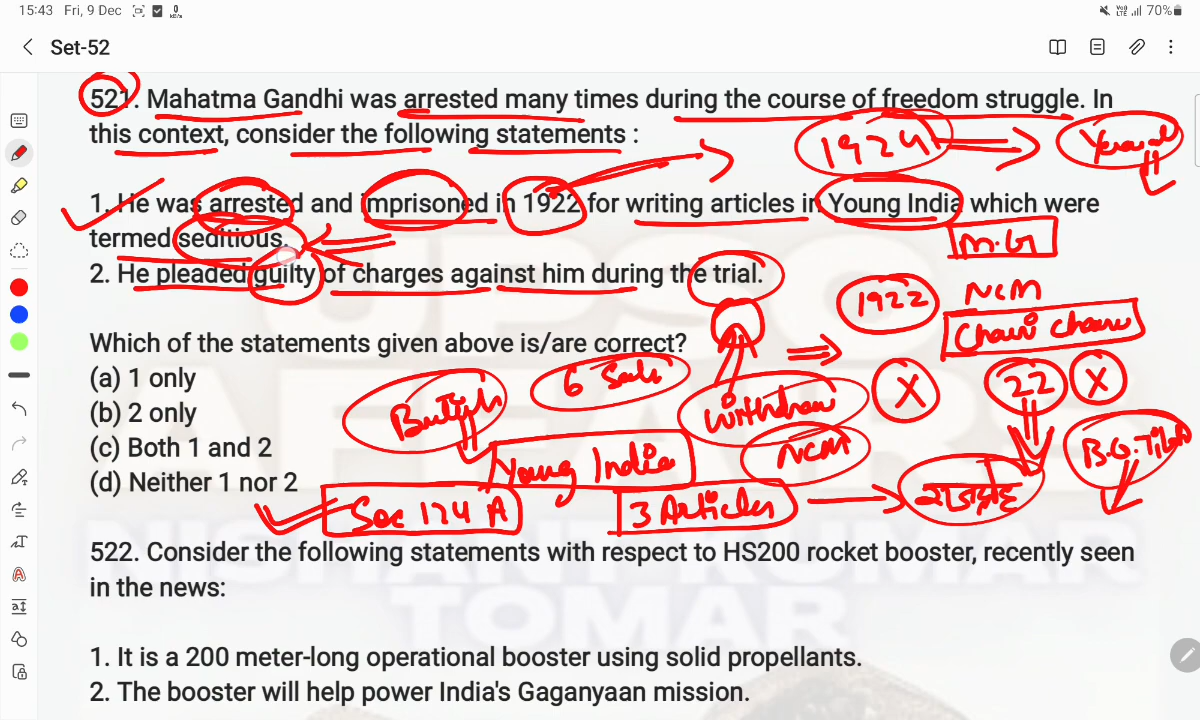 15:43 Fri, 9 Dec
70%
Set-52
521. Mahatma Gandhi was arrested many times during the course of freedom struggle. In
this context, consider the following statements :
1924
1. He was arrested and imprisoned in 1922 for writing articles in Young India which were
termed seditious.
M.G
2. He pleaded guilty of charges against him during the trial.
1922 NCM
Chauri Chaura
Which of the statements given above is/are correct?
(a) 1 only
(b) 2 only
(c) Both 1 and 2
(d) Neither 1 nor 2
British
6 Saal
withdraw
X
22
X
Young India
NCM
B.G. Tilak
Sec 124 A
3 Articles
राजद्रोह
522. Consider the following statements with respect to HS200 rocket booster, recently seen
in the news:
1. It is a 200 meter-long operational booster using solid propellants.
2. The booster will help power India's Gaganyaan mission.
UPSC
AFFAIRS
NISHANT KUMAR
TOMAR